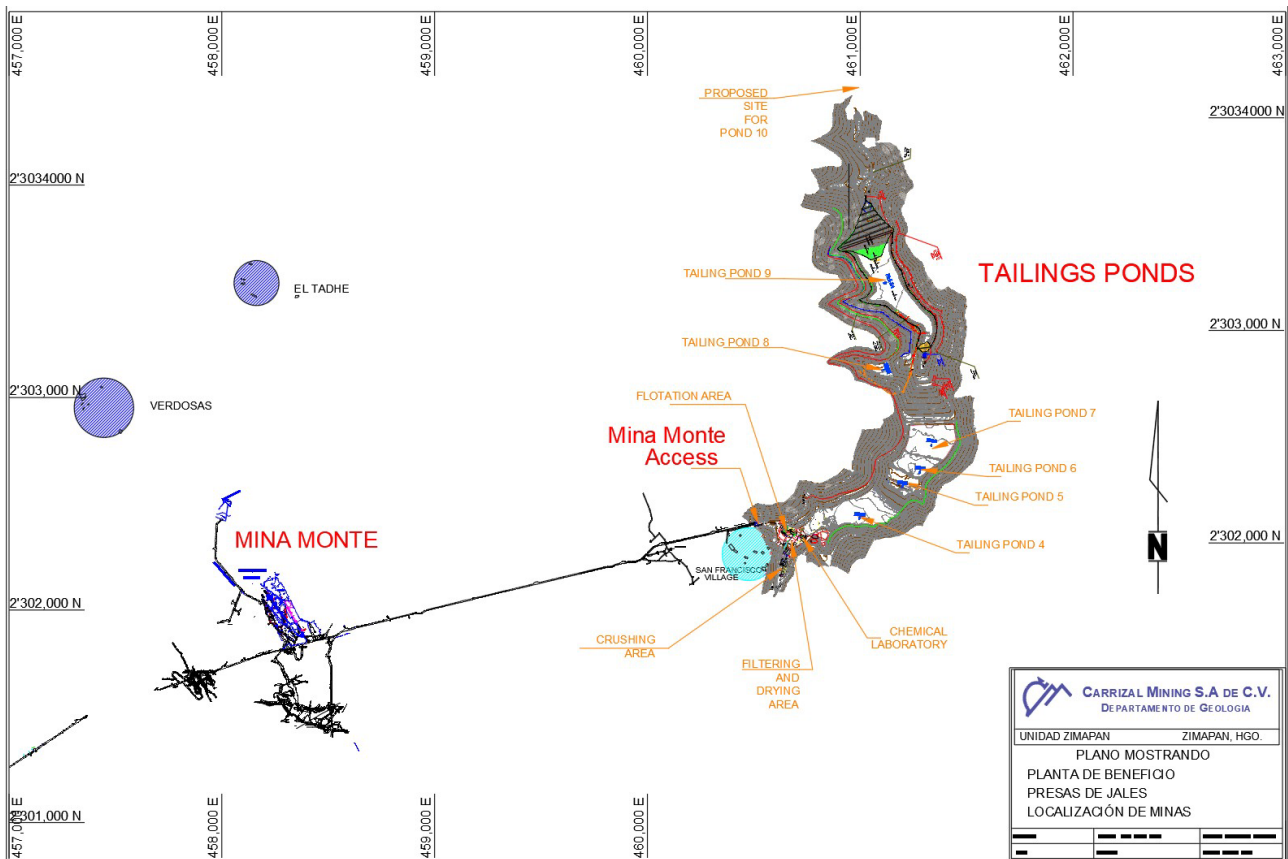 457,000 E
458,000 E
459,000 E
460,000 E
461,000 E
462,000 E
463,000 E
PROPOSED
SITE
FOR
POND 10
2'3034000 N
2'3034000 N
TAILINGS PONDS
TAILING POND 9
EL TADHE
2'303,000 N
TAILING POND 8
2'303,000 N
FLOTATION AREA
VERDOSAS
TAILING POND 7
Mina Monte
Access
TAILING POND 6
TAILING POND 5
MINA MONTE
TAILING POND 4
2'302,000 N
N
SAN FRANCISCO
VILLAGE
2'302,000 N
CRUSHING
AREA
CHEMICAL
LABORATORY
FILTERING
AND
DRYING
AREA
CARRIZAL MINING S.A DE C.V.
DEPARTAMENTO DE GEOLOGIA
UNIDAD ZIMAPAN ZIMAPAN, HGO.
PLANO MOSTRANDO
PLANTA DE BENEFICIO
PRESAS DE JALES
LOCALIZACIÓN DE MINAS
2'301,000 N
457,000 E
458,000 E
459,000 E
460,000 E